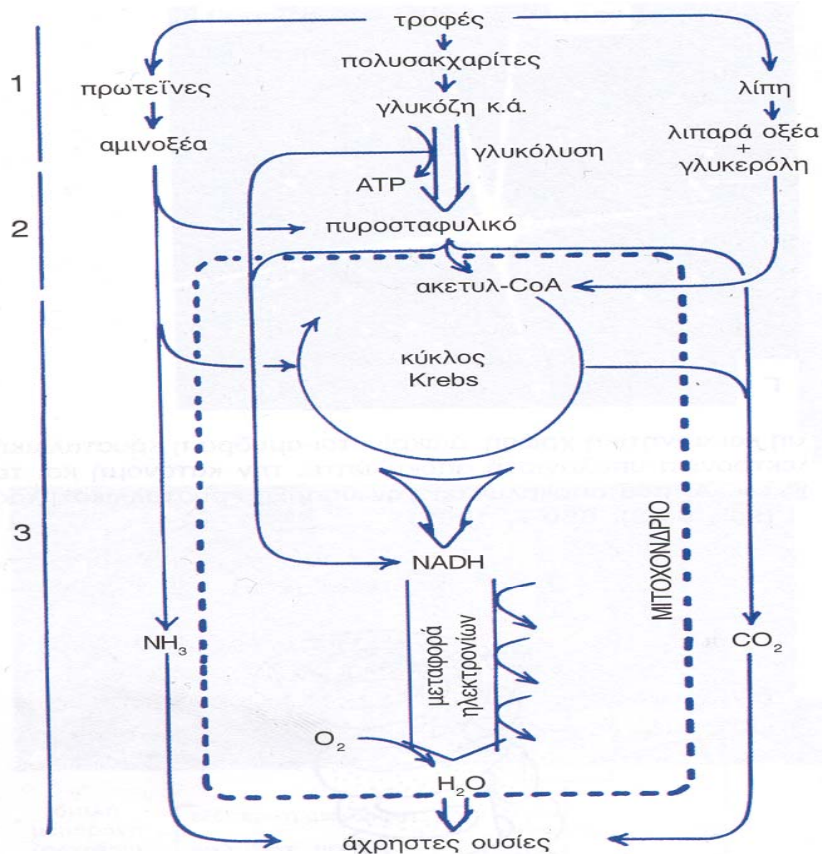 τροφές
1
πρωτεΐνες
πολυσακχαρίτες
λίπη
αμινοξέα
γλυκόζη κ.ά.
λιπαρά οξέα
+
γλυκερόλη
γλυκόλυση
ATP
2
πυροσταφυλικό
ακετυλ-CoA
κύκλος
Krebs
3
NADH
ΜΙΤΟΧΟΝΔΡΙΟ
μεταφορά
ηλεκτρονίων
NH3
CO2
O2
H2O
άχρηστες ουσίες